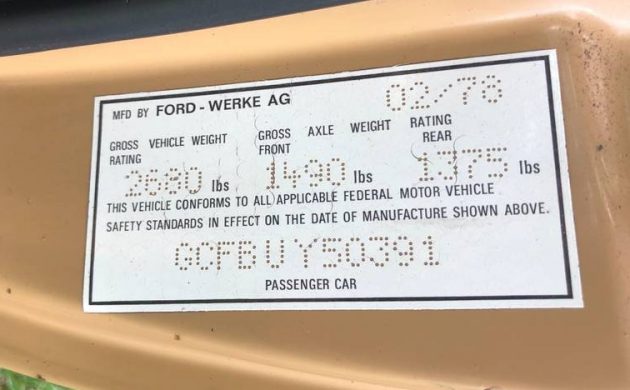 MFD BY FORD-WERKE AG 02/78
GROSS VEHICLE WEIGHT GROSS AXLE WEIGHT RATING
RATING FRONT REAR
2680 lbs 1490 lbs 1375 lbs
THIS VEHICLE CONFORMS TO ALL APPLICABLE FEDERAL MOTOR VEHICLE
SAFETY STANDARDS IN EFFECT ON THE DATE OF MANUFACTURE SHOWN ABOVE.
GCFBUY50391
PASSENGER CAR